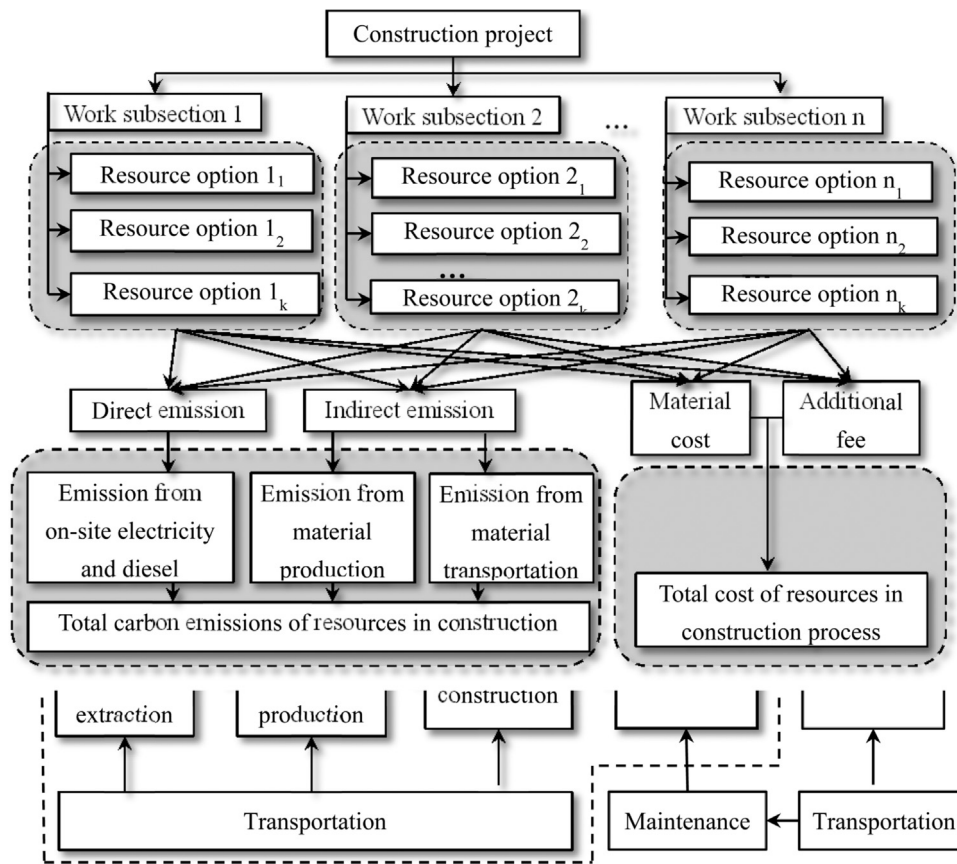 Construction project
Work subsection 1
Work subsection 2
...
Work subsection n
Resource option 1₁
Resource option 1₂
Resource option 1ₖ
Resource option 2₁
Resource option 2₂
...
Resource option 2ₖ
Resource option n₁
Resource option n₂
...
Resource option nₖ
Direct emission
Indirect emission
Material
cost
Additional
fee
Emission from
on-site electricity
and diesel
Emission from
material
production
Emission from
material
transportation
Total carbon emissions of resources in construction
Total cost of resources in
construction process
extraction
production
construction
Transportation
Maintenance
Transportation